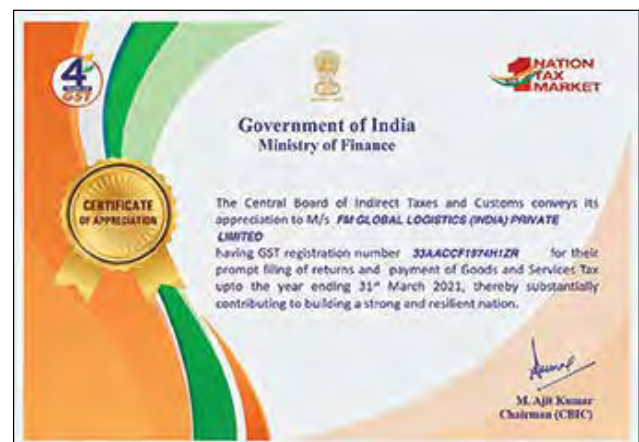 4
GST
1 NATION
TAX
MARKET
Government of India
Ministry of Finance
CERTIFICATE
OF APPRECIATION
The Central Board of Indirect Taxes and Customs conveys its
appreciation to M/s FM GLOBAL LOGISTICS (INDIA) PRIVATE
LIMITED
having GST registration number 33AACCF1974H1ZR for their
prompt filing of returns and payment of Goods and Services Tax
upto the year ending 31st March 2021, thereby substantially
contributing to building a strong and resilient nation.
M. Ajit Kumar
Chairman (CBIC)